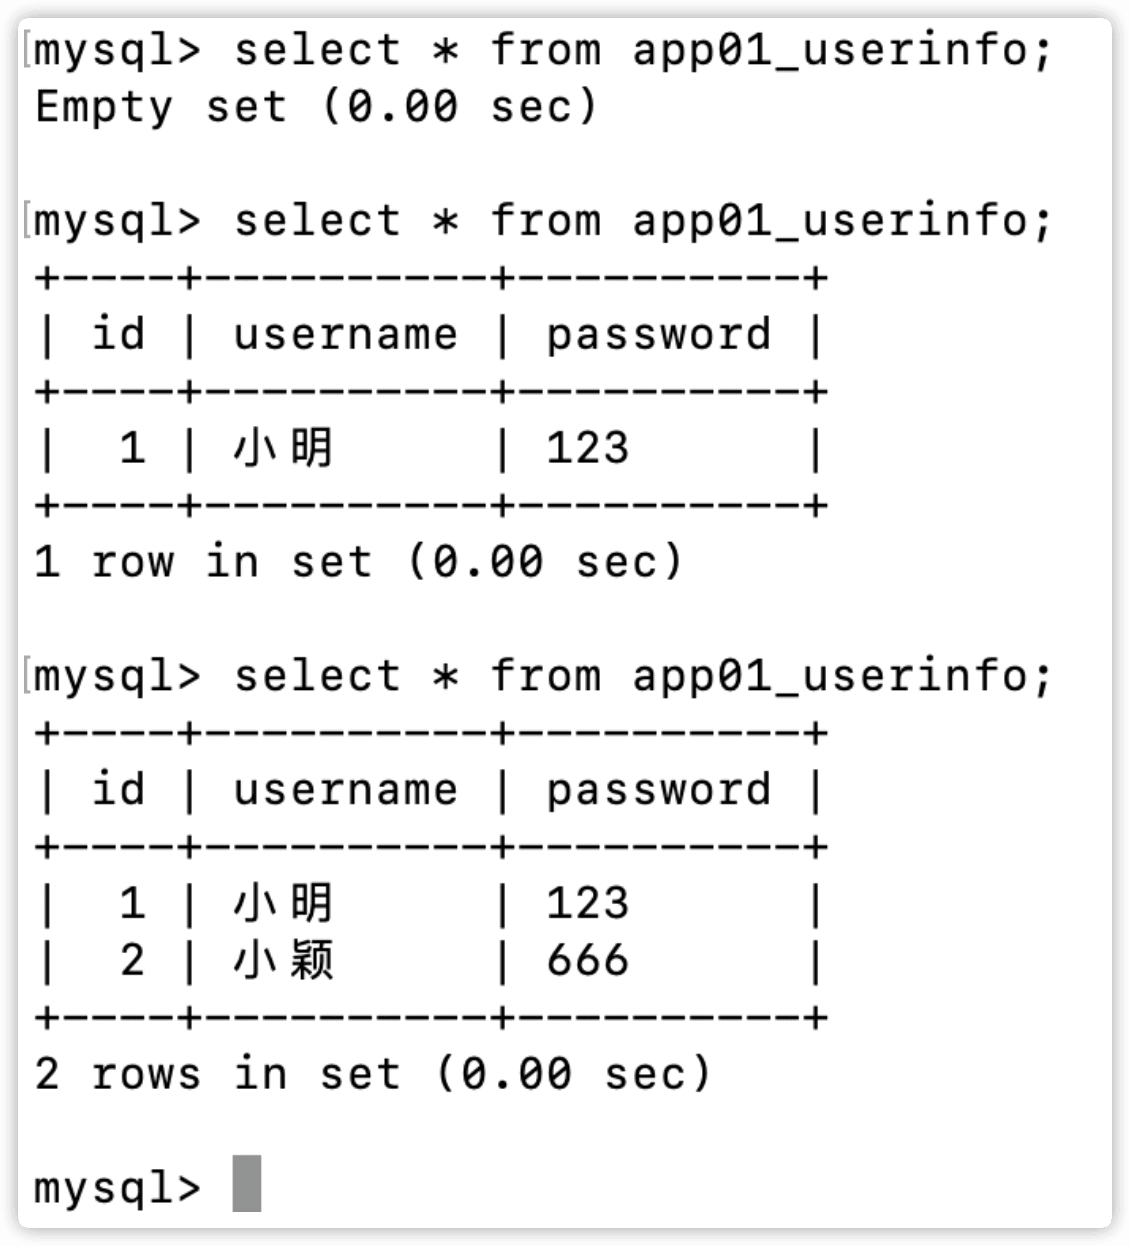 [mysql> select * from app01_userinfo;
Empty set (0.00 sec)
[mysql> select * from app01_userinfo;
+----+----------+----------+
| id | username | password |
+----+----------+----------+
|  1 | 小明     | 123      |
+----+----------+----------+
1 row in set (0.00 sec)
[mysql> select * from app01_userinfo;
+----+----------+----------+
| id | username | password |
+----+----------+----------+
|  1 | 小明     | 123      |
|  2 | 小颖     | 666      |
+----+----------+----------+
2 rows in set (0.00 sec)
mysql>